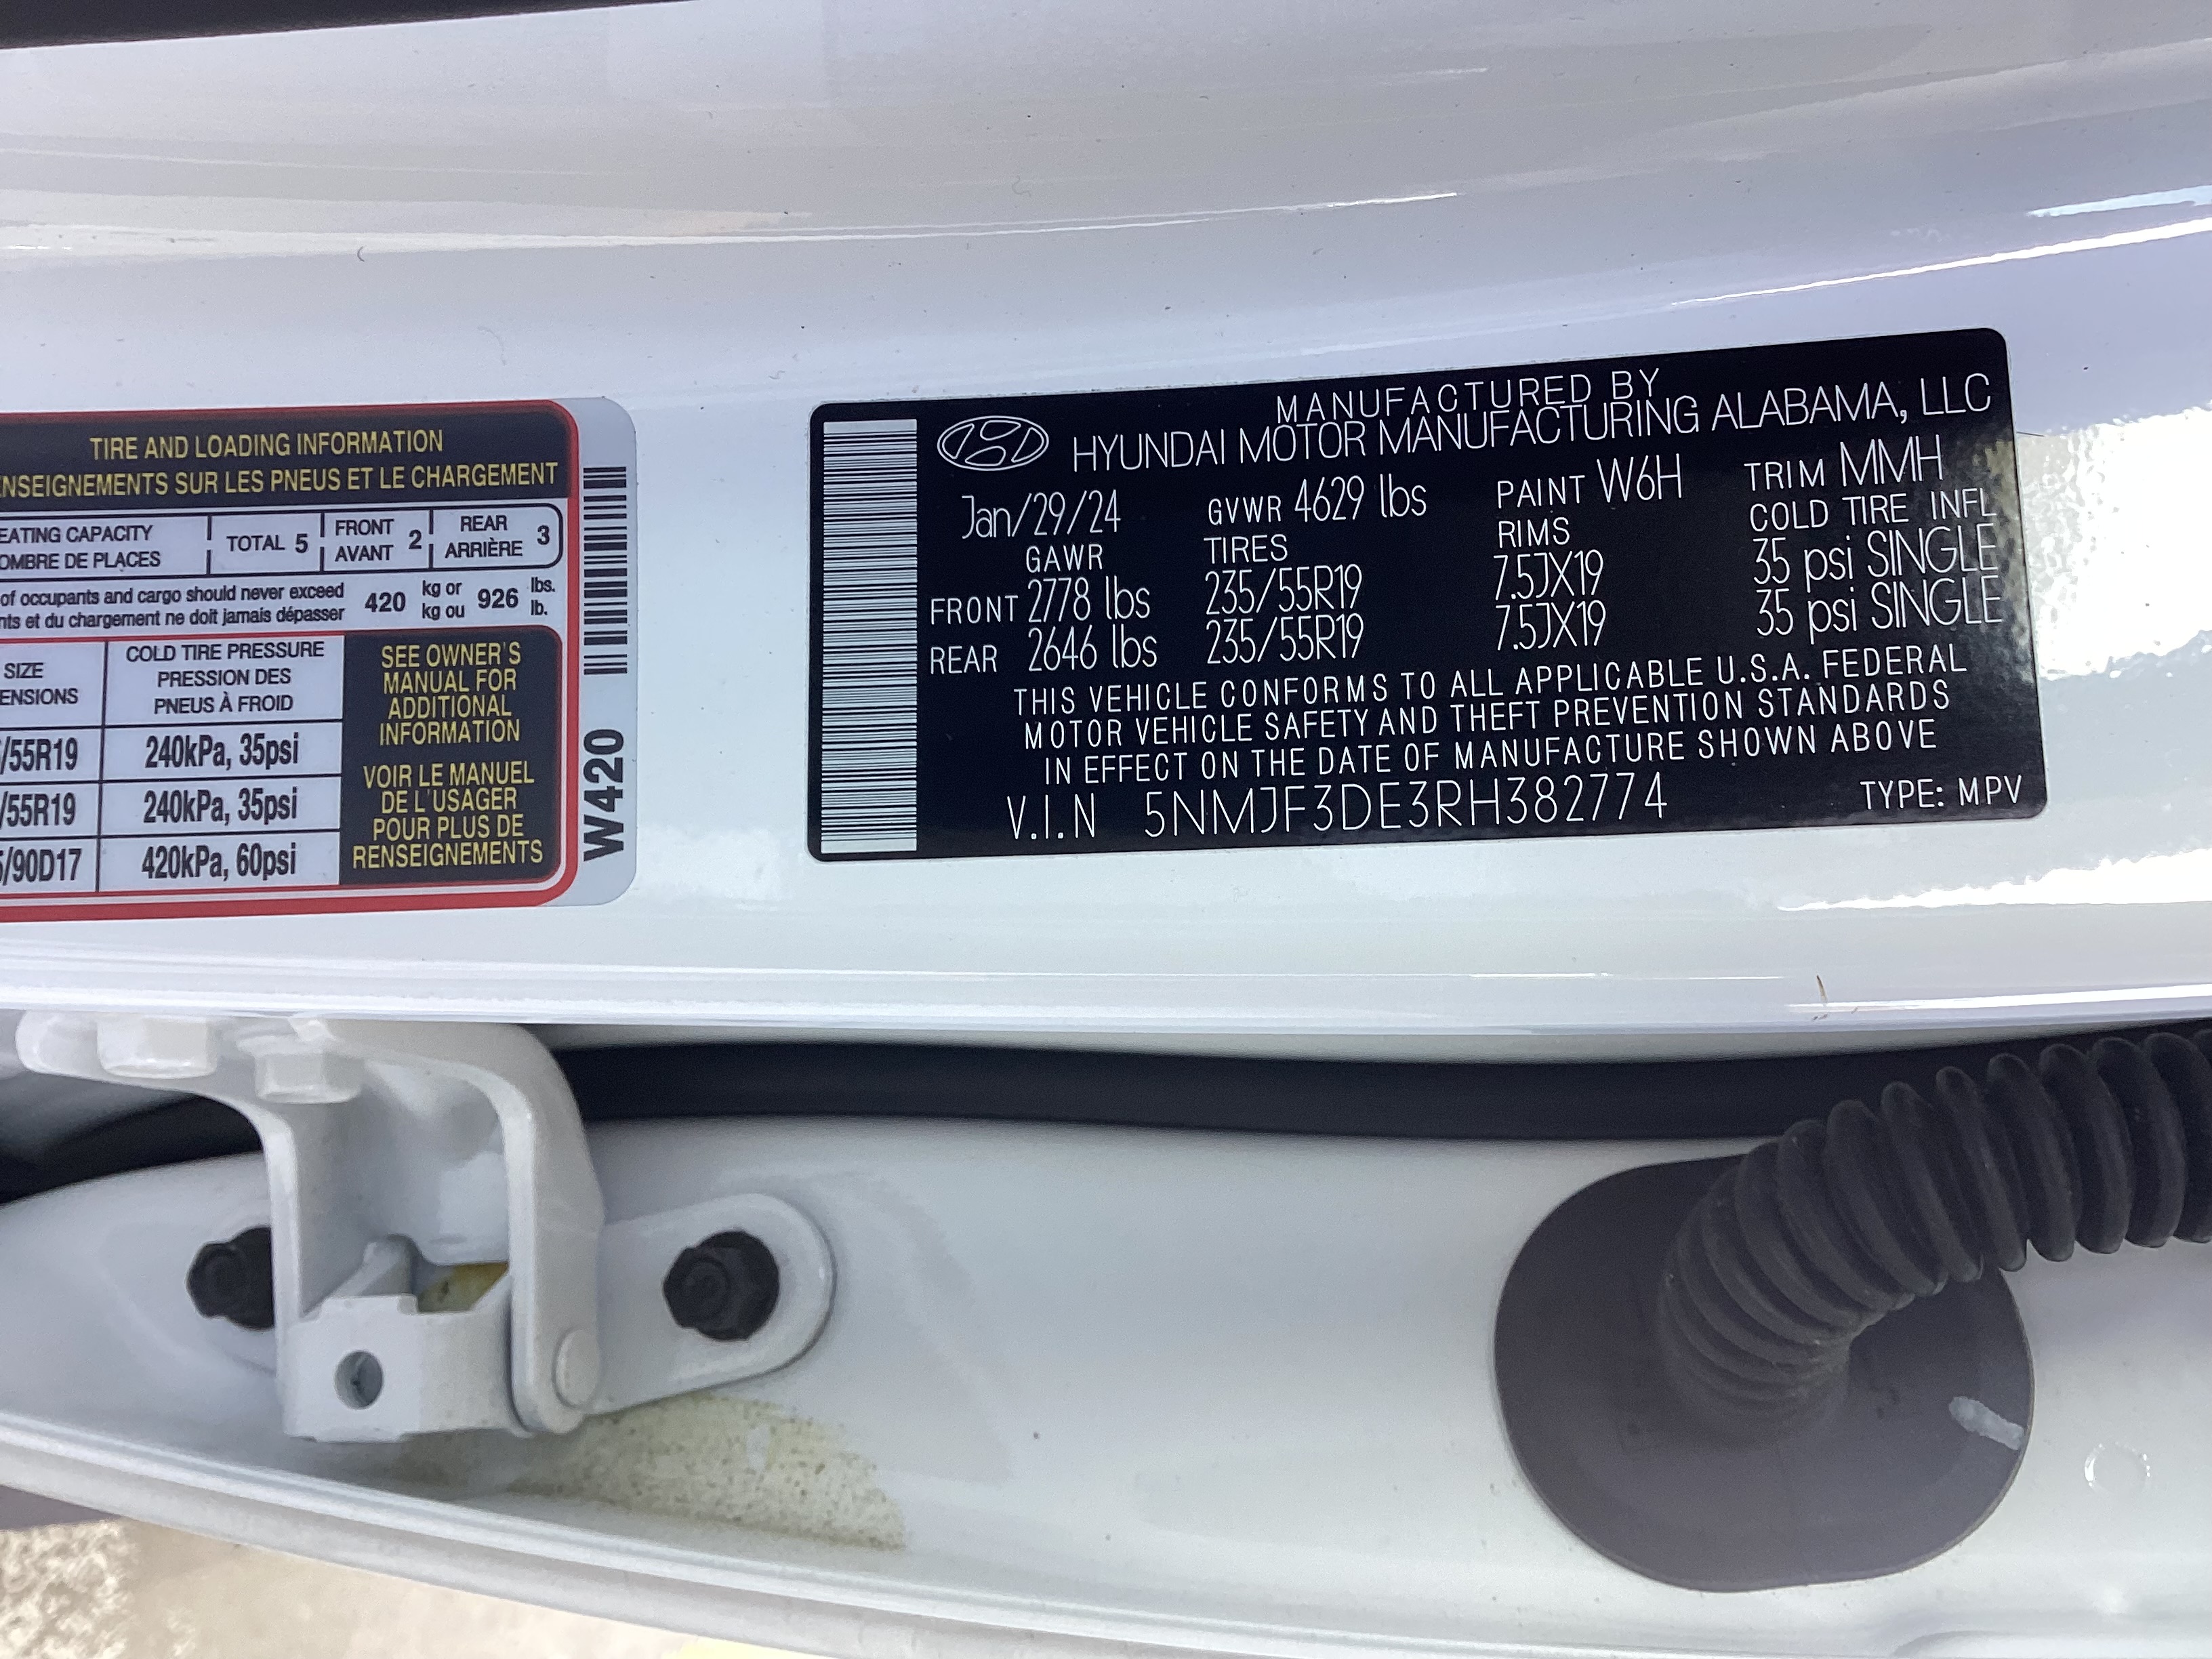 TIRE AND LOADING INFORMATION
NSEIGNEMENTS SUR LES PNEUS ET LE CHARGEMENT
EATING CAPACITY
OMBRE DE PLACES
TOTAL 5
FRONT
AVANT 2
REAR
ARRIÈRE 3
of occupants and cargo should never exceed
nts et du chargement ne doit jamais dépasser
420 kg or
kg ou 926 lbs.
lb.
SIZE
ENSIONS
COLD TIRE PRESSURE
PRESSION DES
PNEUS À FROID
/55R19 240kPa, 35psi
/55R19 240kPa, 35psi
/90D17 420kPa, 60psi
SEE OWNER'S
MANUAL FOR
ADDITIONAL
INFORMATION
VOIR LE MANUEL
DE L'USAGER
POUR PLUS DE
RENSEIGNEMENTS
W420
MANUFACTURED BY
HYUNDAI MOTOR MANUFACTURING ALABAMA, LLC
Jan/29/24 GVWR 4629 lbs PAINT W6H TRIM MMH
GAWR TIRES RIMS COLD TIRE INFL
FRONT 2778 lbs 235/55R19 7.5JX19 35 psi SINGLE
REAR 2646 lbs 235/55R19 7.5JX19 35 psi SINGLE
THIS VEHICLE CONFORMS TO ALL APPLICABLE U.S.A. FEDERAL
MOTOR VEHICLE SAFETY AND THEFT PREVENTION STANDARDS
IN EFFECT ON THE DATE OF MANUFACTURE SHOWN ABOVE
V.I.N 5NMJF3DE3RH382774 TYPE: MPV